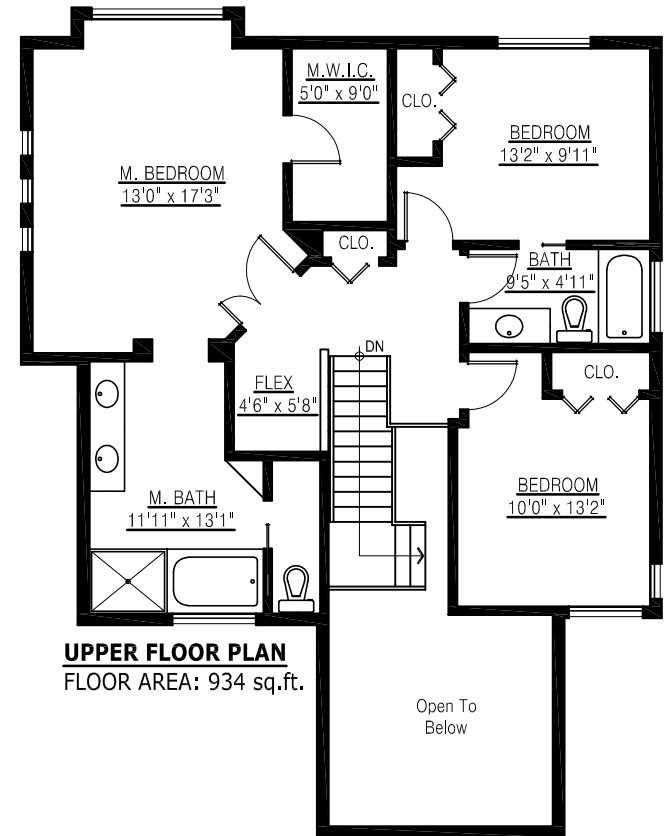 M.W.I.C.
5'0" x 9'0"
CLO.
BEDROOM
13'2" x 9'11"
M. BEDROOM
13'0" x 17'3"
CLO.
BATH
9'5" x 4'11"
DN
FLEX
4'6" x 5'8"
CLO.
BEDROOM
10'0" x 13'2"
M. BATH
11'11" x 13'1"
UPPER FLOOR PLAN
FLOOR AREA: 934 sq.ft.
Open To
Below